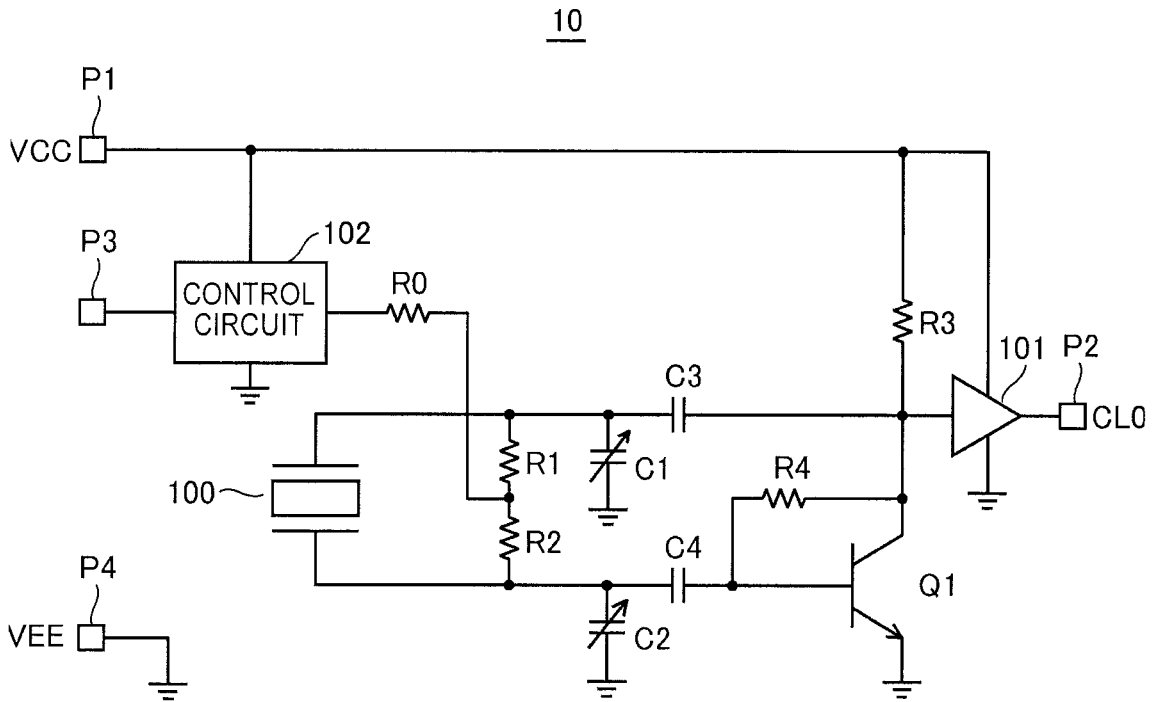 10
P1
VCC
P3
102
CONTROL
CIRCUIT
R0
R3
101
P2
CL0
C3
R1
C1
R4
100
R2
C4
Q1
P4
C2
VEE